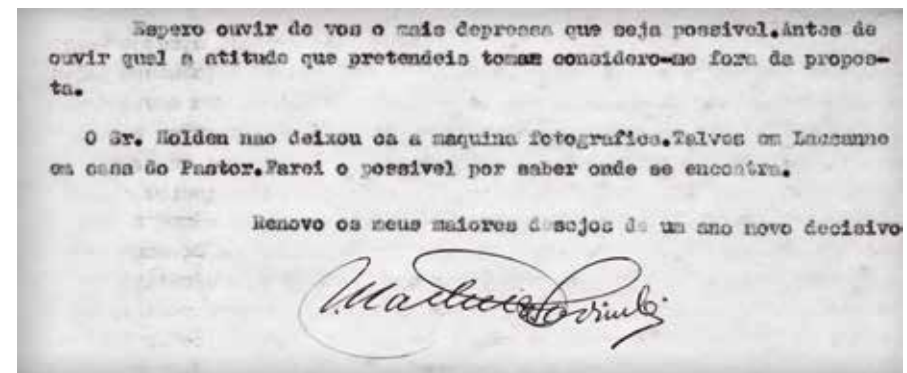 Espero ouvir de vos o mais depressa que seja possivel.Antes de
ouvir qual a atitude que pretendeis tomar considero-me fora da propos-
ta.
O Sr. Holden nao deixou ca a maquina fotografica.Talvez em Lausanne
em casa do Pastor.Farei o possivel por saber onde se encontra.
Renovo os meus maiores desejos de um ano novo decisivo
Savimbi